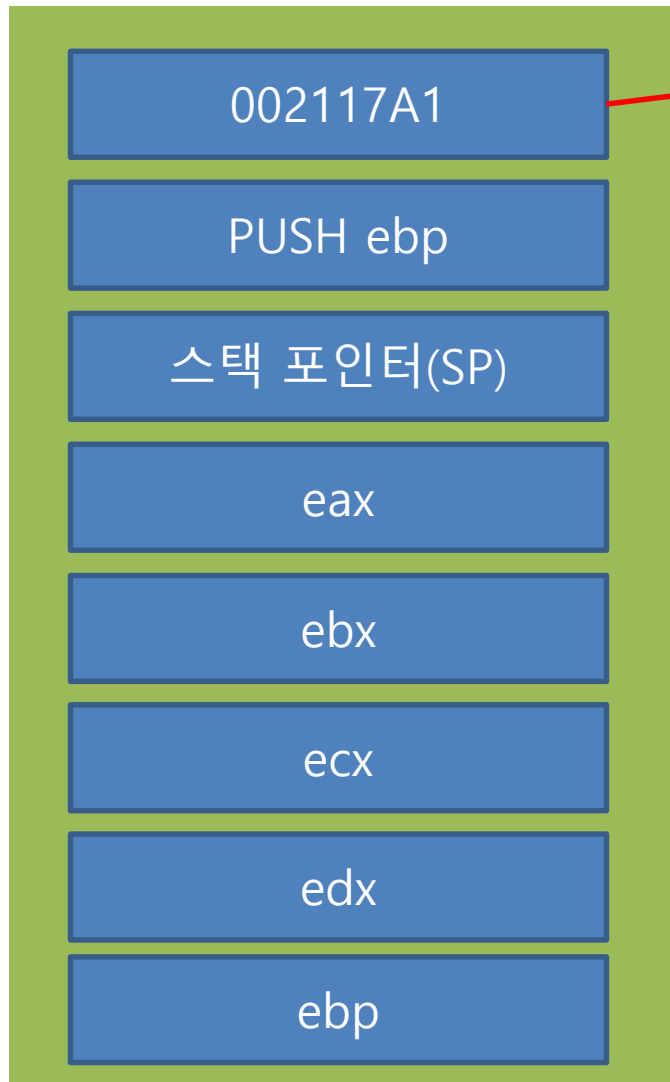 002117A1
PUSH ebp
스택 포인터(SP)
eax
ebx
ecx
edx
ebp